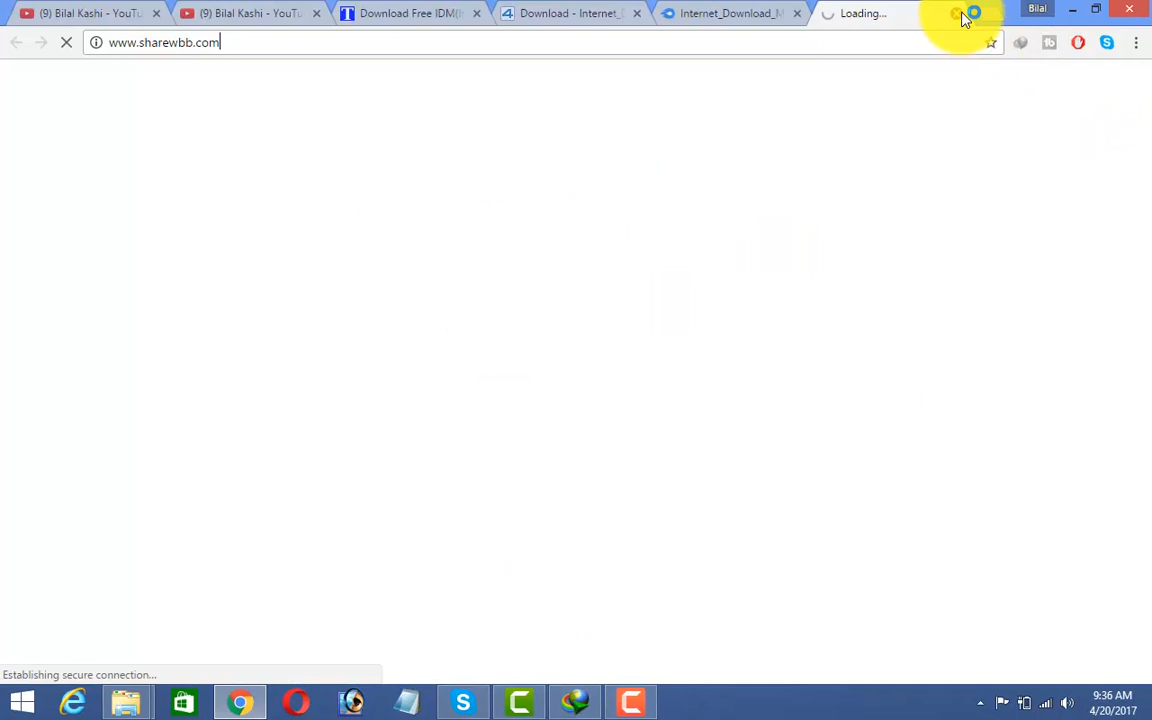 (9) Bilal Kashi - YouTu
(9) Bilal Kashi - YouTu
Download Free IDM(I
Download - Internet_D
Internet_Download_M
Loading...
Bilal
www.sharewbb.com
Establishing secure connection...
9:36 AM
4/20/2017